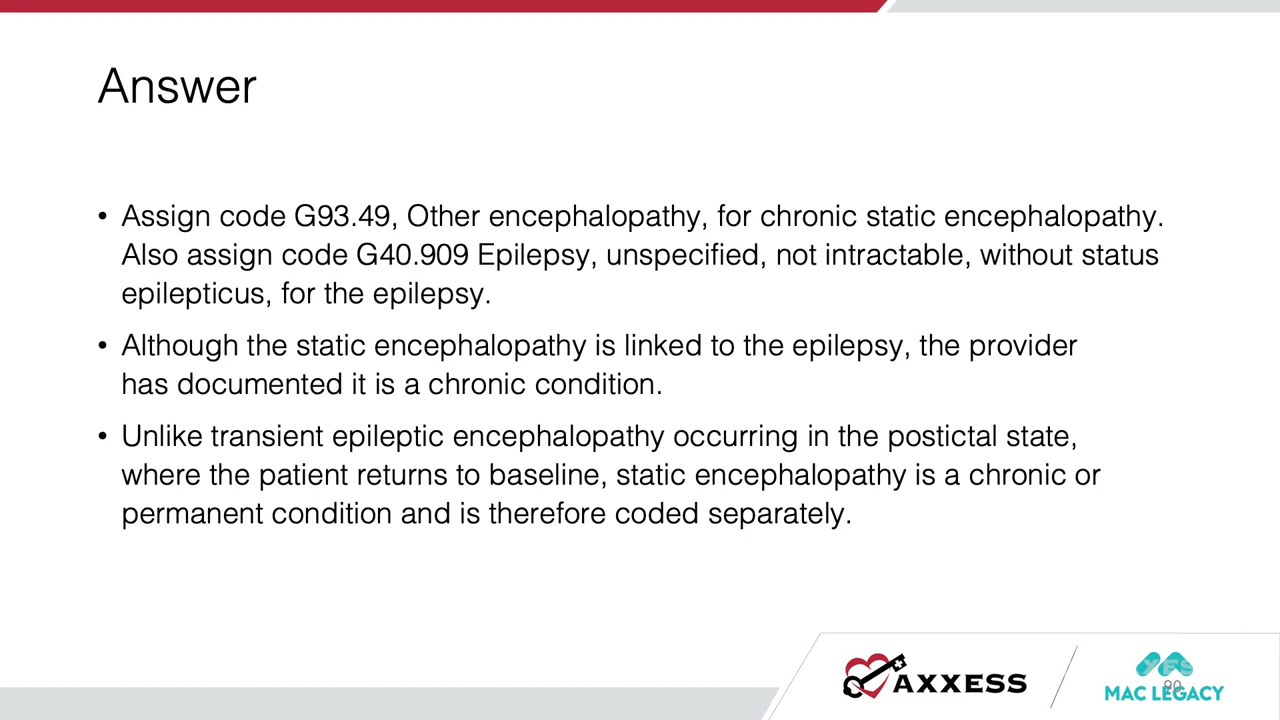 Answer
• Assign code G93.49, Other encephalopathy, for chronic static encephalopathy.
Also assign code G40.909 Epilepsy, unspecified, not intractable, without status
epilepticus, for the epilepsy.
• Although the static encephalopathy is linked to the epilepsy, the provider
has documented it is a chronic condition.
• Unlike transient epileptic encephalopathy occurring in the postictal state,
where the patient returns to baseline, static encephalopathy is a chronic or
permanent condition and is therefore coded separately.
AXXESS
MAC LEGACY